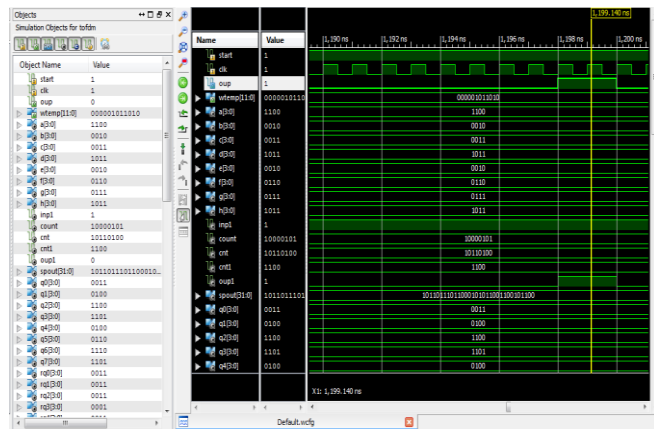 Objects
Simulation Objects for tofdm
Object Name Value
start 1
clk 1
oup 0
wtemp[11:0] 000001011010
a[3:0] 1100
b[3:0] 0010
c[3:0] 0011
d[3:0] 1011
e[3:0] 0010
f[3:0] 0110
g[3:0] 0111
h[3:0] 1011
inp1 1
count 10000101
cnt 10110100
cnt1 1100
oup1 0
spout[31:0] 1011011101100010...
q0[3:0] 0011
q1[3:0] 0100
q2[3:0] 1100
q3[3:0] 1101
q4[3:0] 0100
q5[3:0] 0110
q6[3:0] 1110
q7[3:0] 1101
rq0[3:0] 0011
rq1[3:0] 0011
rq2[3:0] 0011
rq3[3:0] 0001
1,199.140 ns
Name Value 1,190 ns 1,192 ns 1,194 ns 1,196 ns 1,198 ns 1,200 ns
start 1
clk 1
oup 1
wtemp[11:0] 0000010110 000001011010
a[3:0] 1100 1100
b[3:0] 0010 0010
c[3:0] 0011 0011
d[3:0] 1011 1011
e[3:0] 0010 0010
f[3:0] 0110 0110
g[3:0] 0111 0111
h[3:0] 1011 1011
inp1 1
count 10000101 10000101
cnt 10110100 10110100
cnt1 1100 1100
oup1 1
spout[31:0] 1011011101
q0[3:0] 0011 0011
q1[3:0] 0100 0100
q2[3:0] 1100 1100
q3[3:0] 1101 1101
q4[3:0] 0100 0100
X1: 1,199.140 ns
Default.wcfg